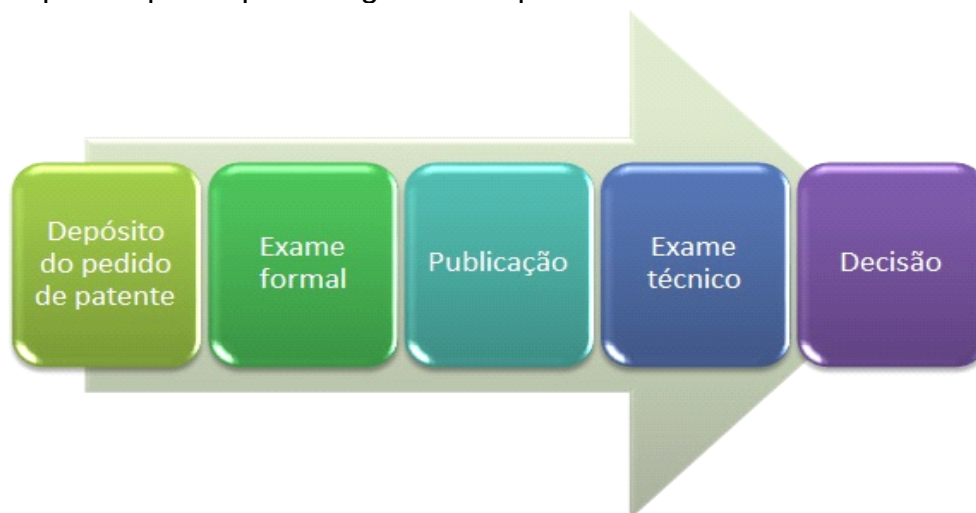 Depósito
do pedido
de patente
Exame
formal
Publicação
Exame
técnico
Decisão